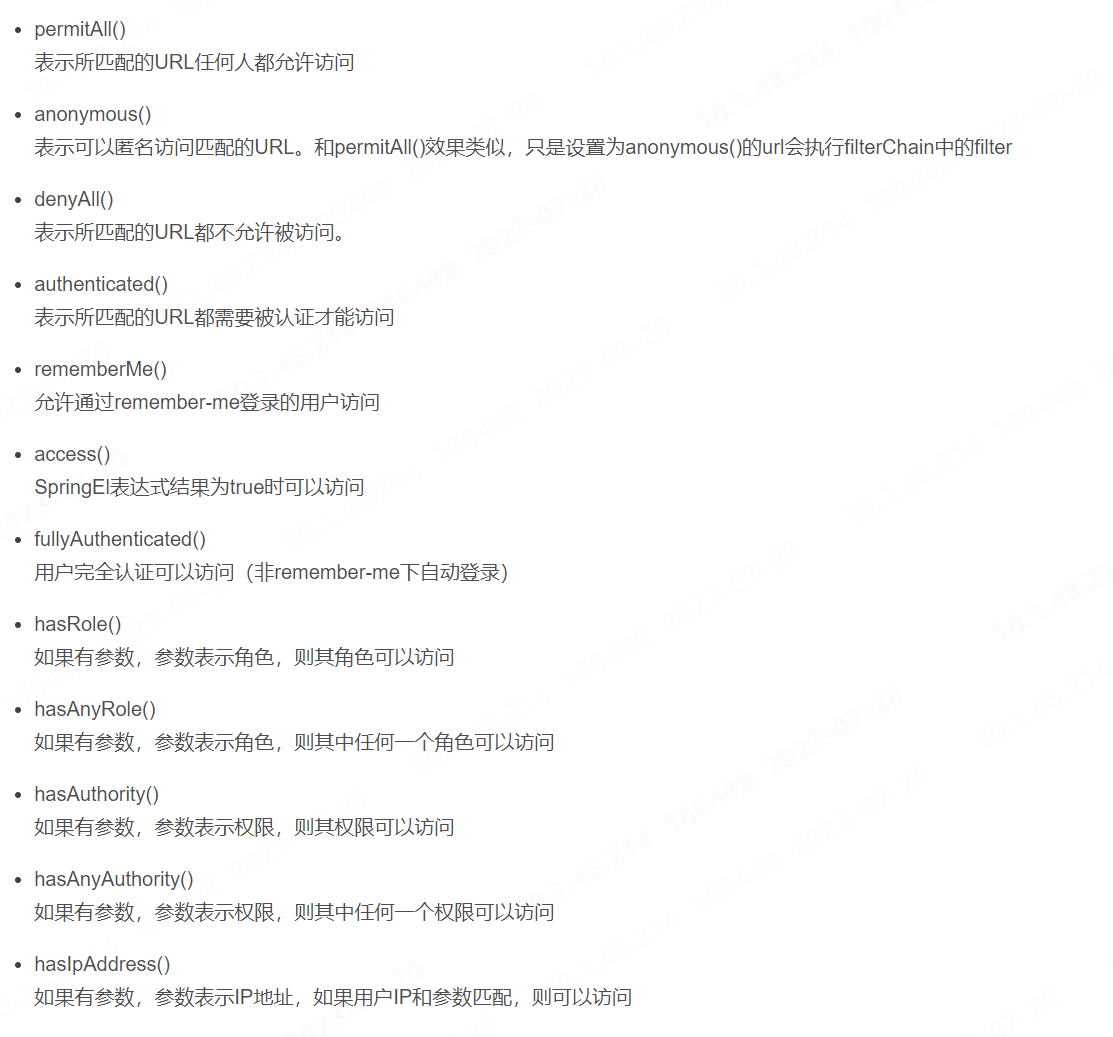 permitAll()
表示所匹配的URL任何人都允许访问
anonymous()
表示可以匿名访问匹配的URL。和permitAll()效果类似，只是设置为anonymous()的url会执行filterChain中的filter
denyAll()
表示所匹配的URL都不允许被访问。
authenticated()
表示所匹配的URL都需要被认证才能访问
rememberMe()
允许通过remember-me登录的用户访问
access()
SpringEl表达式结果为true时可以访问
fullyAuthenticated()
用户完全认证可以访问（非remember-me下自动登录）
hasRole()
如果有参数，参数表示角色，则其角色可以访问
hasAnyRole()
如果有参数，参数表示角色，则其中任何一个角色可以访问
hasAuthority()
如果有参数，参数表示权限，则其权限可以访问
hasAnyAuthority()
如果有参数，参数表示权限，则其中任何一个权限可以访问
hasIpAddress()
如果有参数，参数表示IP地址，如果用户IP和参数匹配，则可以访问